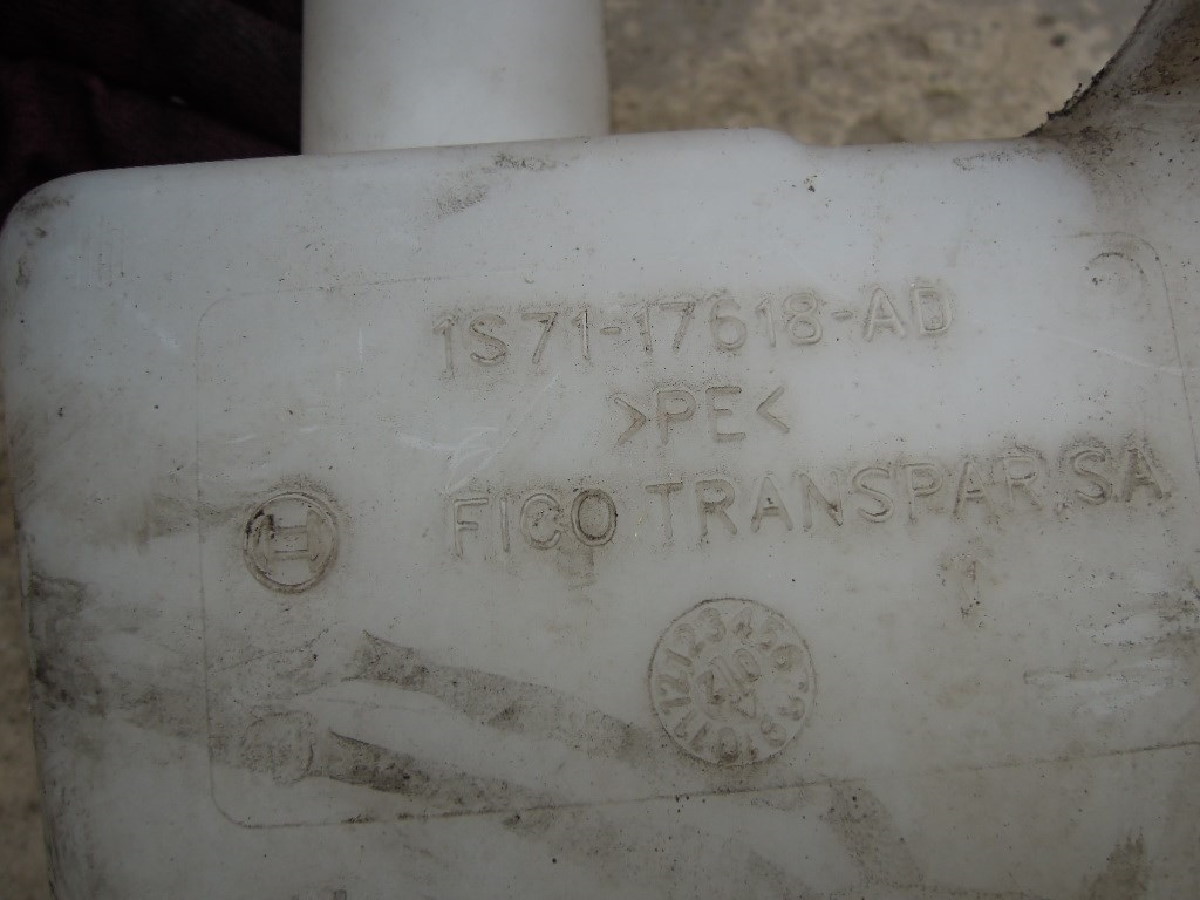 1S71-17618-AD
>PE<
FICO TRANSPAR SA